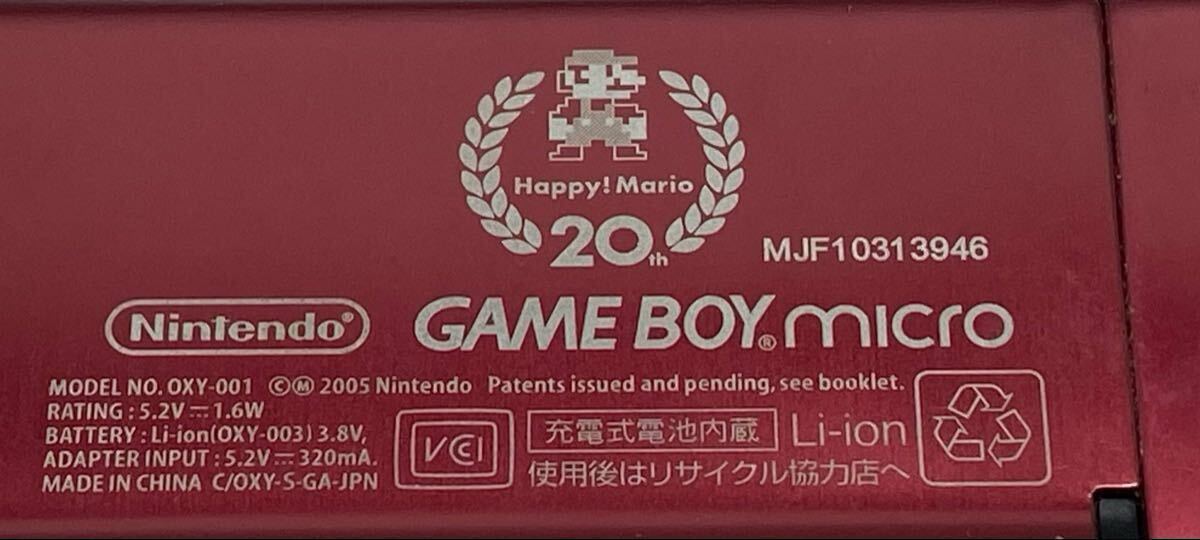 Happy! Mario
20th
MJF10313946
Nintendo®
GAME BOY® micro
MODEL NO. OXY-001 ©Ⓜ 2005 Nintendo Patents issued and pending, see booklet.
RATING : 5.2V⎓1.6W
BATTERY : Li-ion(OXY-003) 3.8V,
ADAPTER INPUT : 5.2V⎓320mA.
MADE IN CHINA C/OXY-S-GA-JPN
VCI
充電式電池内蔵 Li-ion
使用後はリサイクル協力店へ